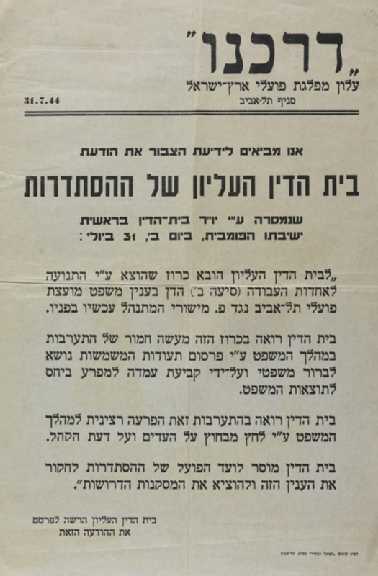 „דרכנו"
עלון מפלגת פועלי ארץ־ישראל
סניף תל־אביב
31.7.44
אנו מביאים לידיעת הצבור את הודעת
בית הדין העליון של ההסתדרות
שנמסרה ע״י יו״ר בית־הדין בראשית
ישיבתו הפומבית, ביום ב', 31 ביולי:
„לבית הדין העליון הובא כרוז שהוצא ע״י התנועה
לאחדות העבודה (סיעה ב') הדן בענין משפט מועצת
פועלי תל־אביב נגד פ. מישורי המתנהל עכשיו בפניו.
בית הדין רואה בכרוז הזה מעשה חמור של התערבות
במהלך המשפט ע״י פרסום תעודות המשמשות נושא
לברור משפטי ועל־ידי קביעת עמדה למפרע ביחס
לתוצאות המשפט.
בית הדין רואה בהתערבות זאת הפרעה רצינית למהלך
המשפט ע״י לחץ מבחוץ על העדים ועל דעת הקהל.
בית הדין מוסר לועד הפועל של ההסתדרות לחקור
את הענין הזה ולהוציא את המסקנות הדרושות".
בית הדין העליון הרשה לפרסם
את ההודעה הזאת